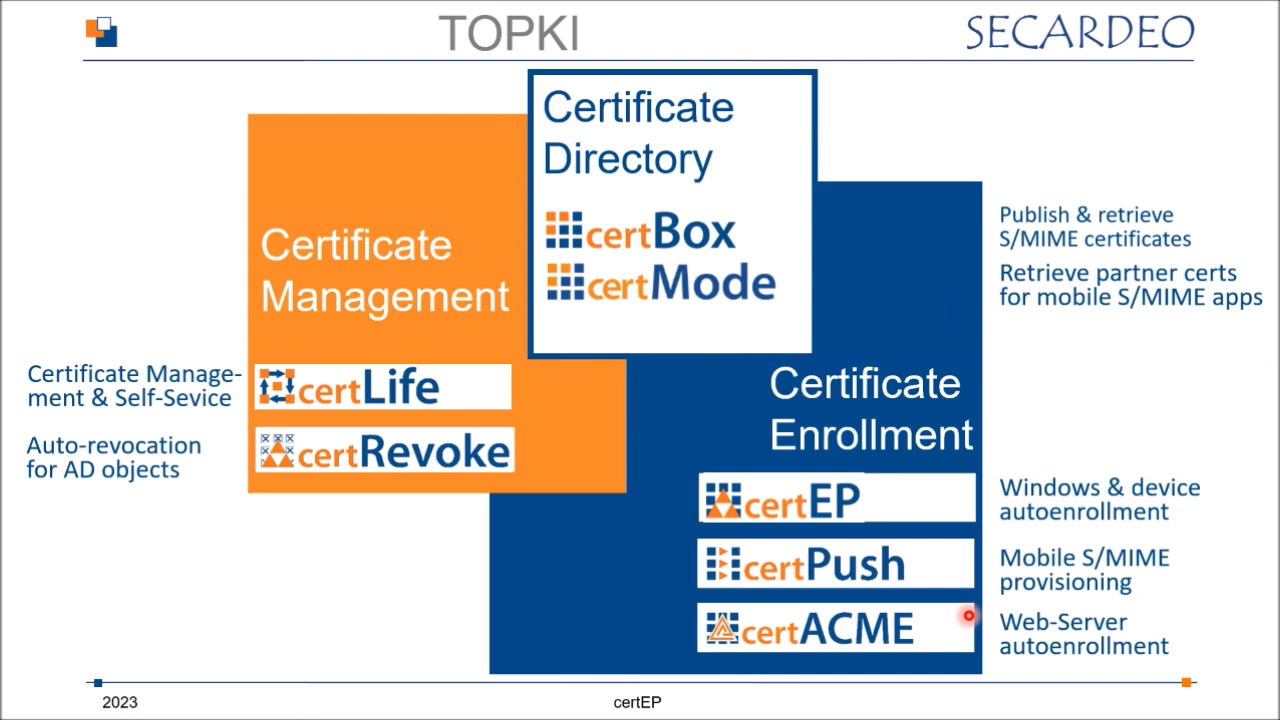 TOPKI
SECARDEO
Certificate
Directory
certBox
certMode
Publish & retrieve
S/MIME certificates
Retrieve partner certs
for mobile S/MIME apps
Certificate
Management
Certificate Manage-
ment & Self-Sevice
certLife
Auto-revocation
for AD objects
certRevoke
Certificate
Enrollment
certEP
Windows & device
autoenrollment
certPush
Mobile S/MIME
provisioning
certACME
Web-Server
autoenrollment
2023
certEP